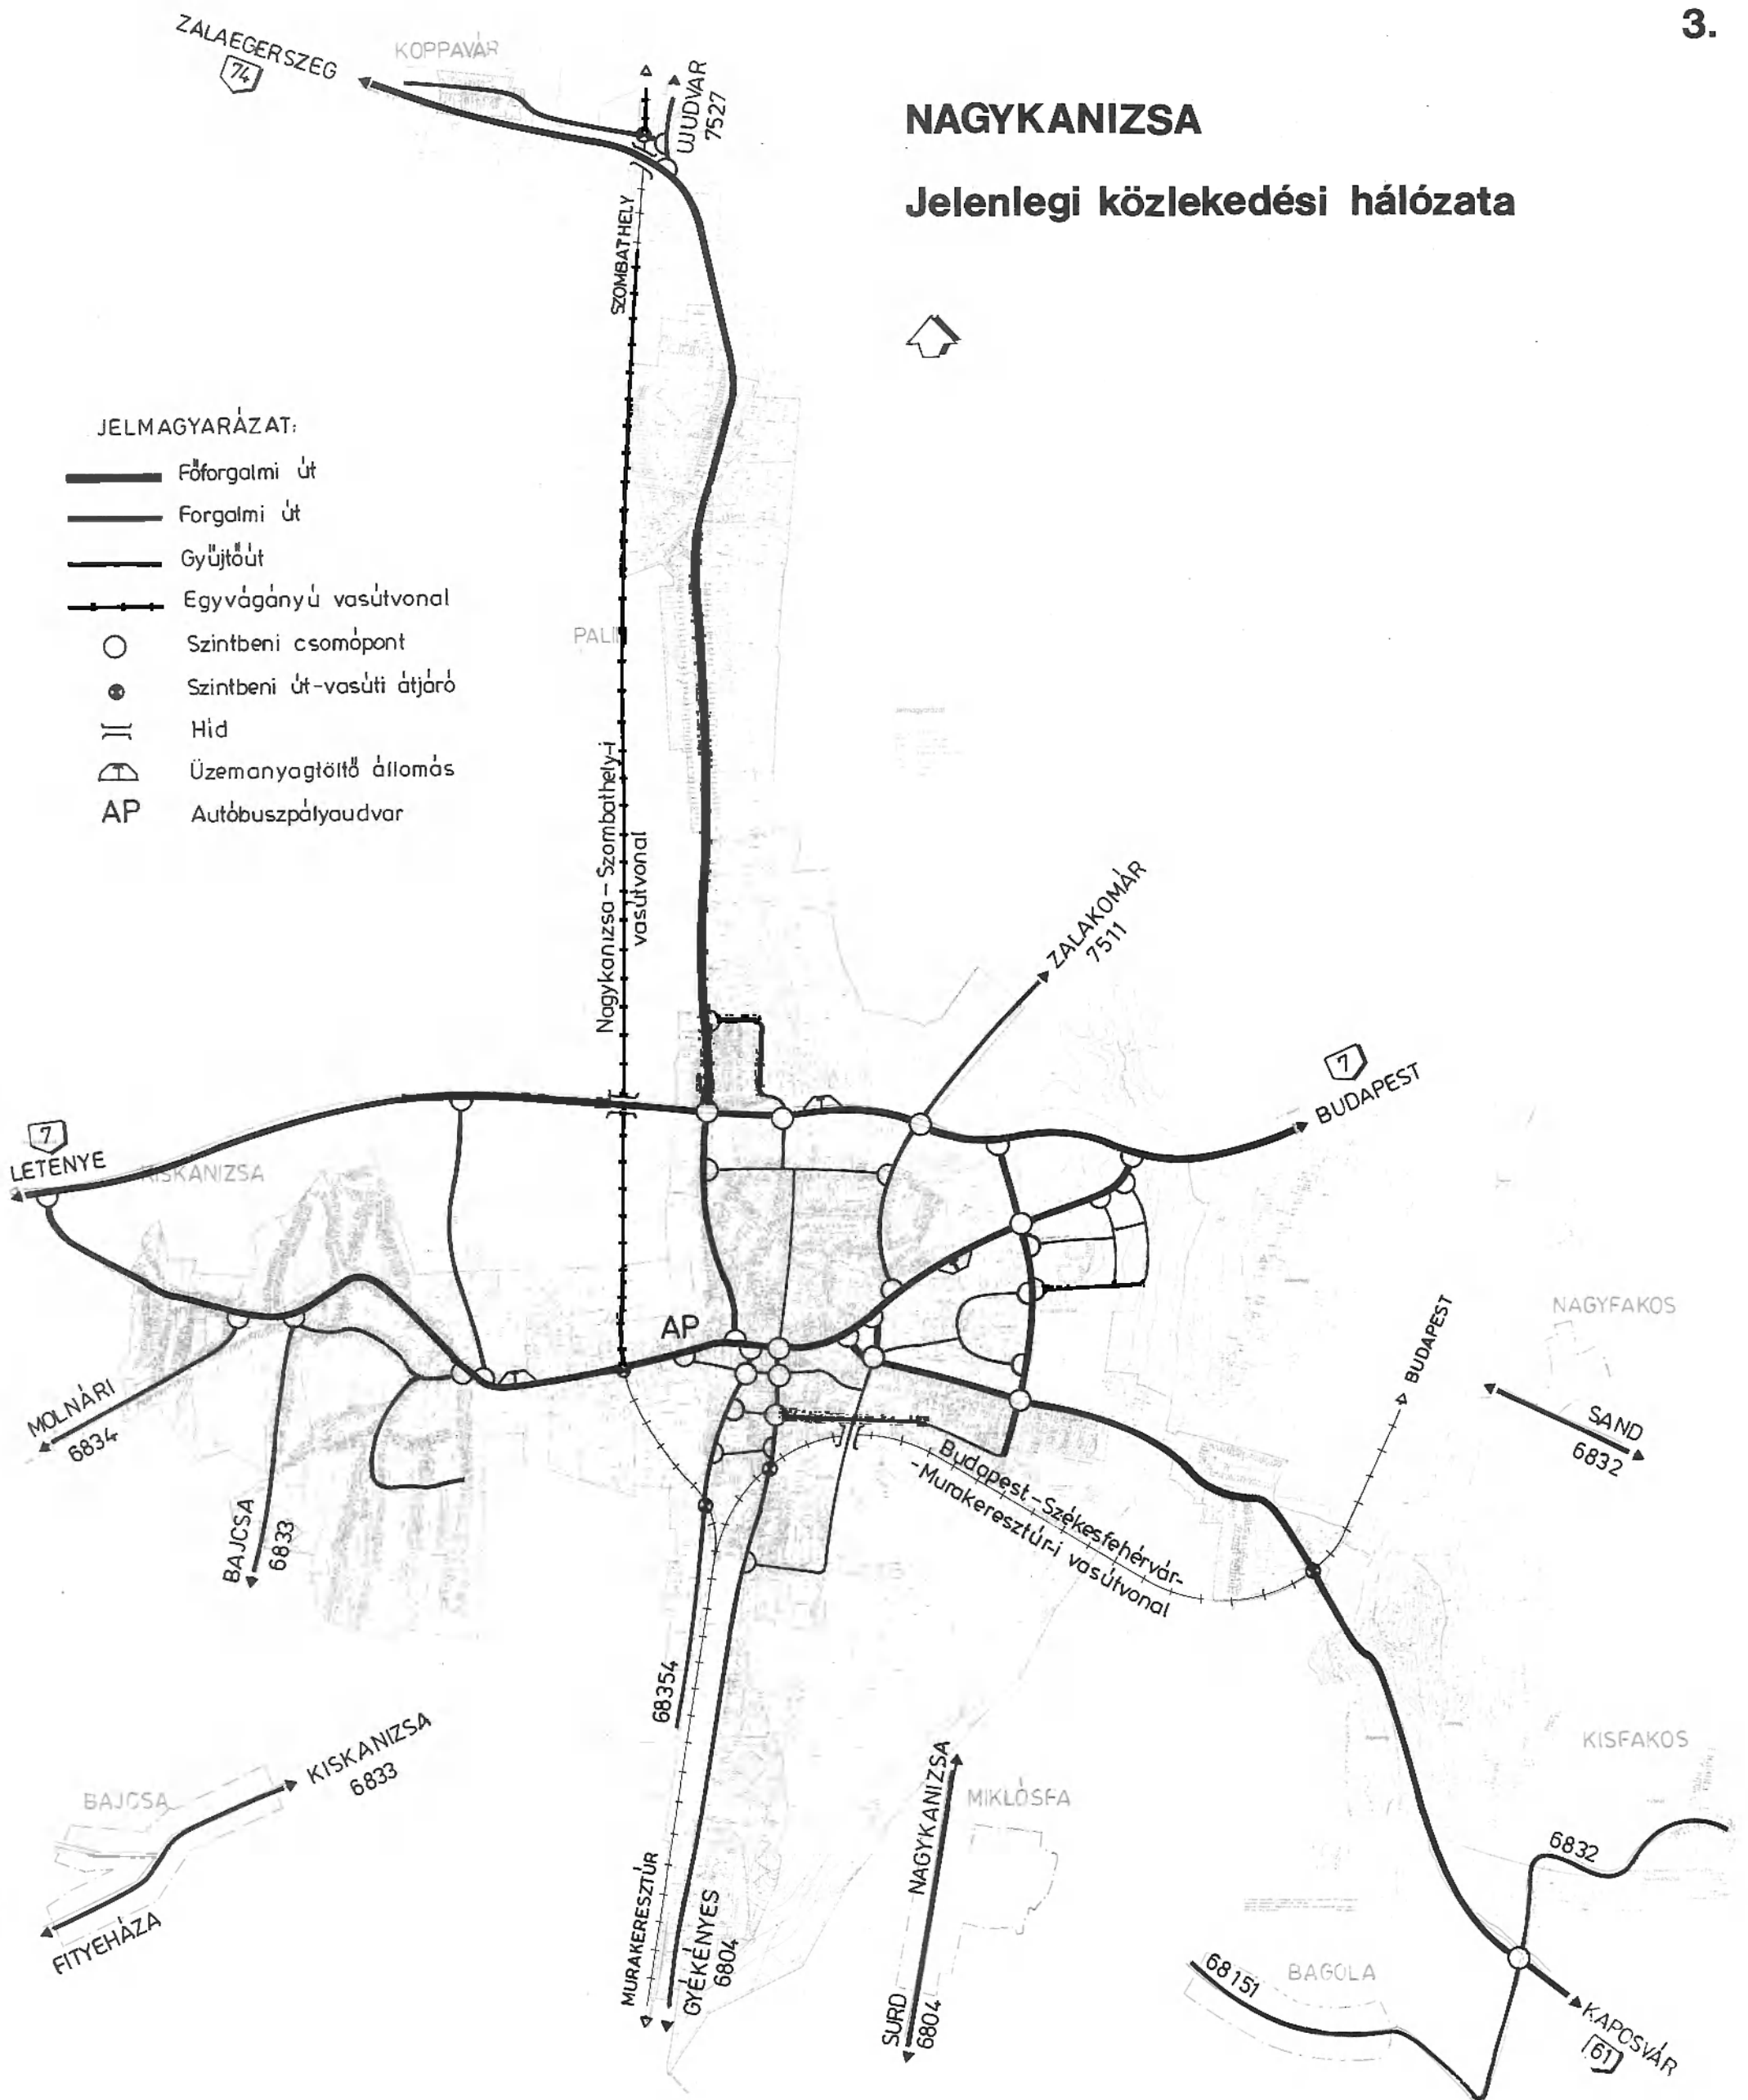 3.
NAGYKANIZSA
Jelenlegi közlekedési hálózata
ZALAEGERSZEG
74
KOPPAVÁR
UJUDVAR
7527
SZOMBATHELY
JELMAGYARÁZAT:
Főforgalmi út
Forgalmi út
Gyűjtőút
Egyvágányú vasútvonal
Szintbeni csomópont
Szintbeni út-vasúti átjáró
Híd
Üzemanyagtöltő állomás
AP Autóbuszpályaudvar
PALIN
Nagykanizsa - Szombathely-i
vasútvonal
ZALAKOMÁR
7511
7
BUDAPEST
7
LETENYE
KISKANIZSA
AP
NAGYFAKOS
BUDAPEST
SAND
6832
MOLNÁRI
6834
BAJCSA
6833
Budapest-Székesfehérvár-
-Murakeresztúr-i vasútvonal
68354
KISKANIZSA
6833
BAJCSA
FITYEHÁZA
MURAKERESZTÚR
GYÉKÉNYES
6804
NAGYKANIZSA
SURD
6804
MIKLÓSFA
KISFAKOS
6832
68151
BAGOLA
KAPOSVÁR
61